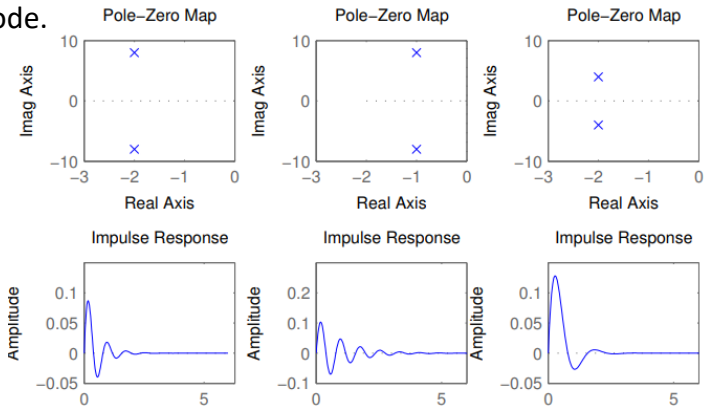 ode.
Pole-Zero Map
Imag Axis
10
0
-10
-3 -2 -1 0
Real Axis
Pole-Zero Map
Imag Axis
10
0
-10
-3 -2 -1 0
Real Axis
Pole-Zero Map
Imag Axis
10
0
-10
-3 -2 -1 0
Real Axis
Impulse Response
Amplitude
0.1
0.05
0
-0.05
0 5
Impulse Response
Amplitude
0.2
0.1
0
-0.1
0 5
Impulse Response
Amplitude
0.1
0.05
0
-0.05
0 5